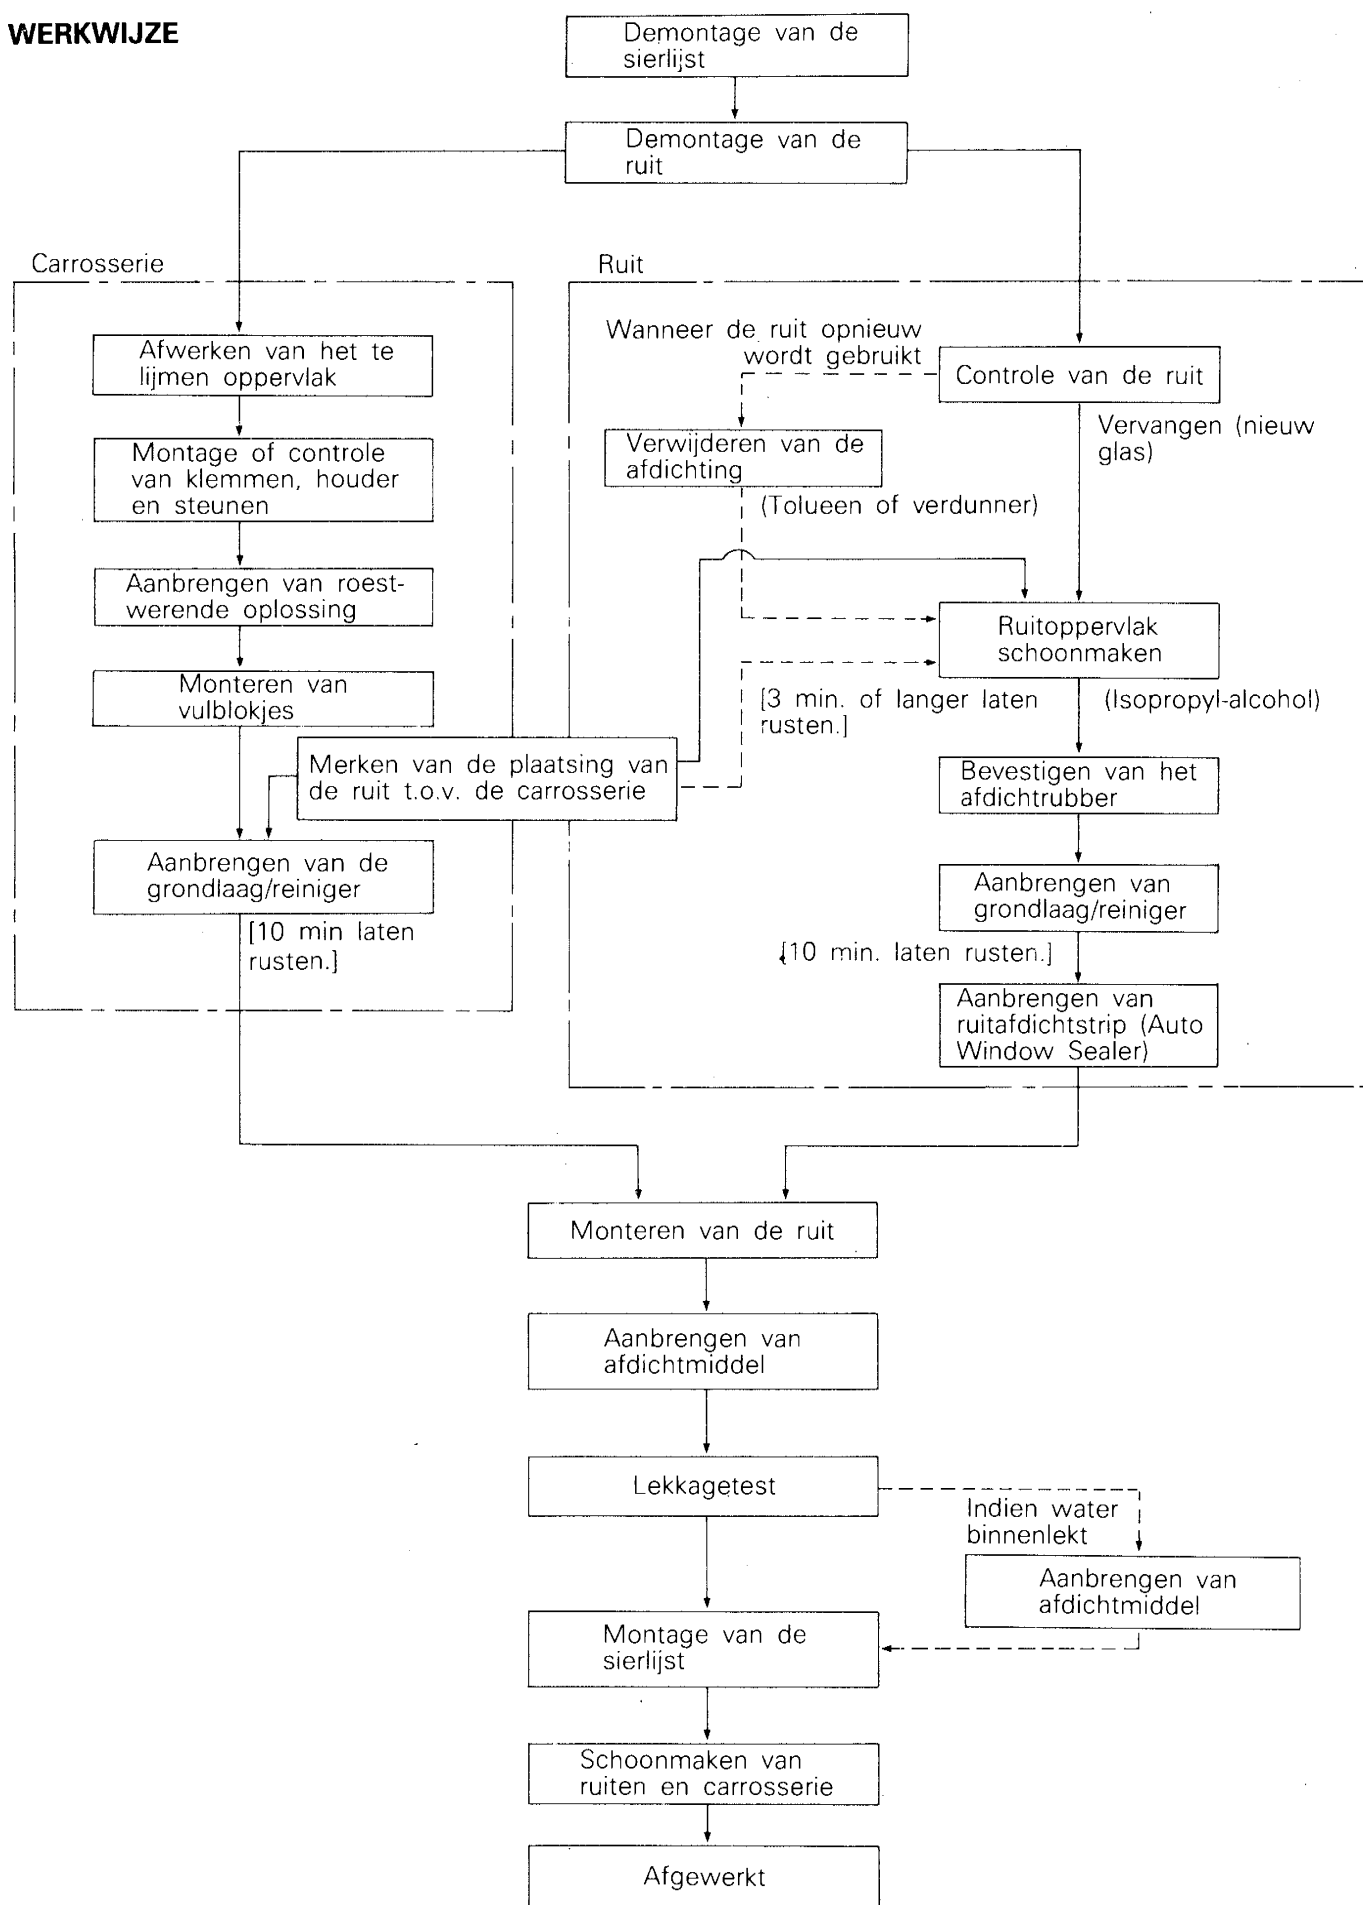 WERKWIJZE
Demontage van de
sierlijst
Demontage van de
ruit
Carrosserie
Afwerken van het te
lijmen oppervlak
Montage of controle
van klemmen, houder
en steunen
Aanbrengen van roest-
werende oplossing
Monteren van
vulblokjes
Merken van de plaatsing van
de ruit t.o.v. de carrosserie
Aanbrengen van de
grondlaag/reiniger
[10 min laten
rusten.]
Ruit
Wanneer de ruit opnieuw
wordt gebruikt
Controle van de ruit
Vervangen (nieuw
glas)
Verwijderen van de
afdichting
(Tolueen of verdunner)
Ruitoppervlak
schoonmaken
[3 min. of langer laten
rusten.]
(Isopropyl-alcohol)
Bevestigen van het
afdichtrubber
Aanbrengen van
grondlaag/reiniger
[10 min. laten rusten.]
Aanbrengen van
ruitafdichtstrip (Auto
Window Sealer)
Monteren van de ruit
Aanbrengen van
afdichtmiddel
Lekkagetest
Indien water
binnenlekt
Aanbrengen van
afdichtmiddel
Montage van de
sierlijst
Schoonmaken van
ruiten en carrosserie
Afgewerkt